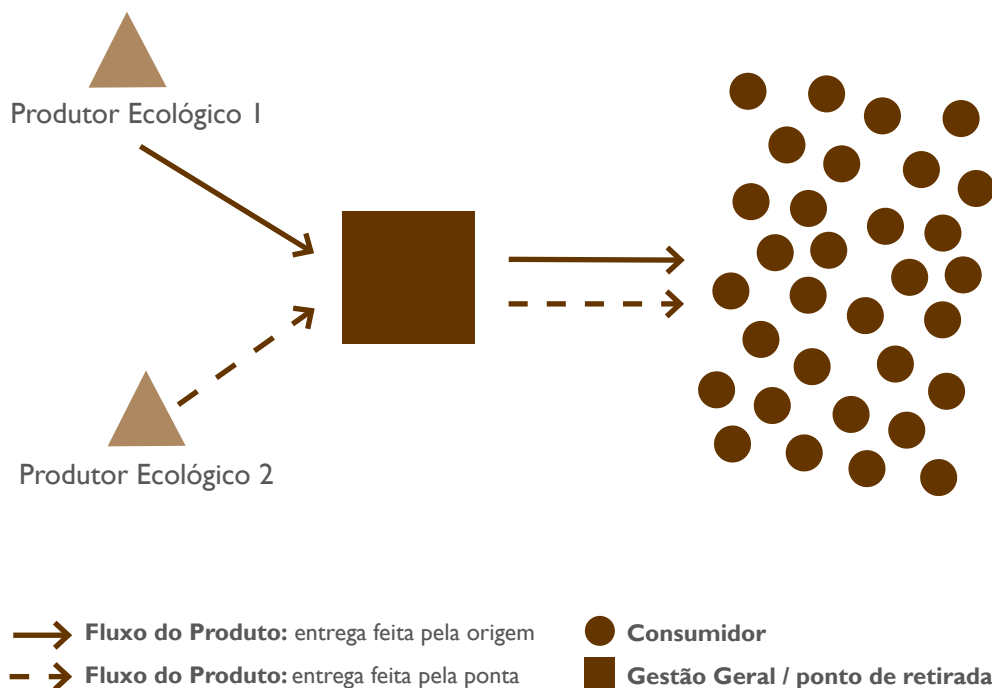 Produtor Ecológico 1
Produtor Ecológico 2
Fluxo do Produto: entrega feita pela origem
Consumidor
Fluxo do Produto: entrega feita pela ponta
Gestão Geral / ponto de retirada